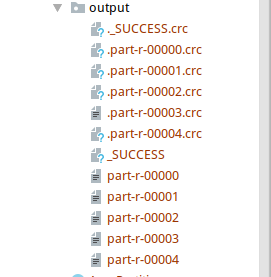 output
._SUCCESS.crc
.part-r-00000.crc
.part-r-00001.crc
.part-r-00002.crc
.part-r-00003.crc
.part-r-00004.crc
_SUCCESS
part-r-00000
part-r-00001
part-r-00002
part-r-00003
part-r-00004